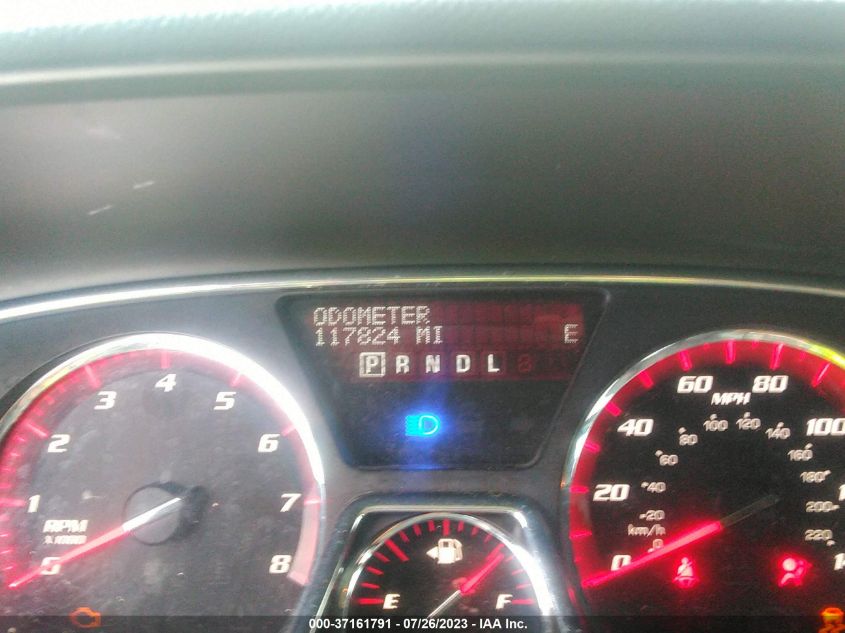 ODOMETER
117824 MI E
P R N D L
1 2 3 4 5 6 7 8
RPM
X 1000
E F
0 20 40 60 80 100
MPH
0 20 40 60 80 100 120 140 160 180 200 220
km/h
000-37161791 / 07/26/2023 / IAA Inc.